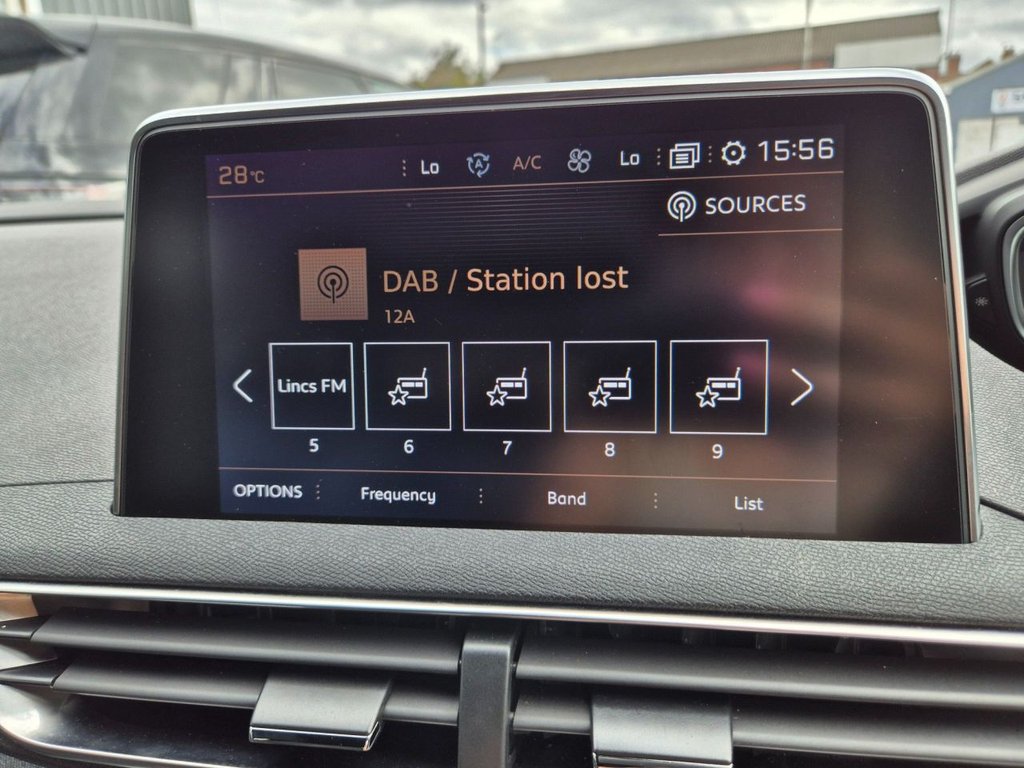 28°C Lo A A/C Lo 15:56
SOURCES
DAB / Station lost
12A
Lincs FM
5 6 7 8 9
OPTIONS Frequency Band List